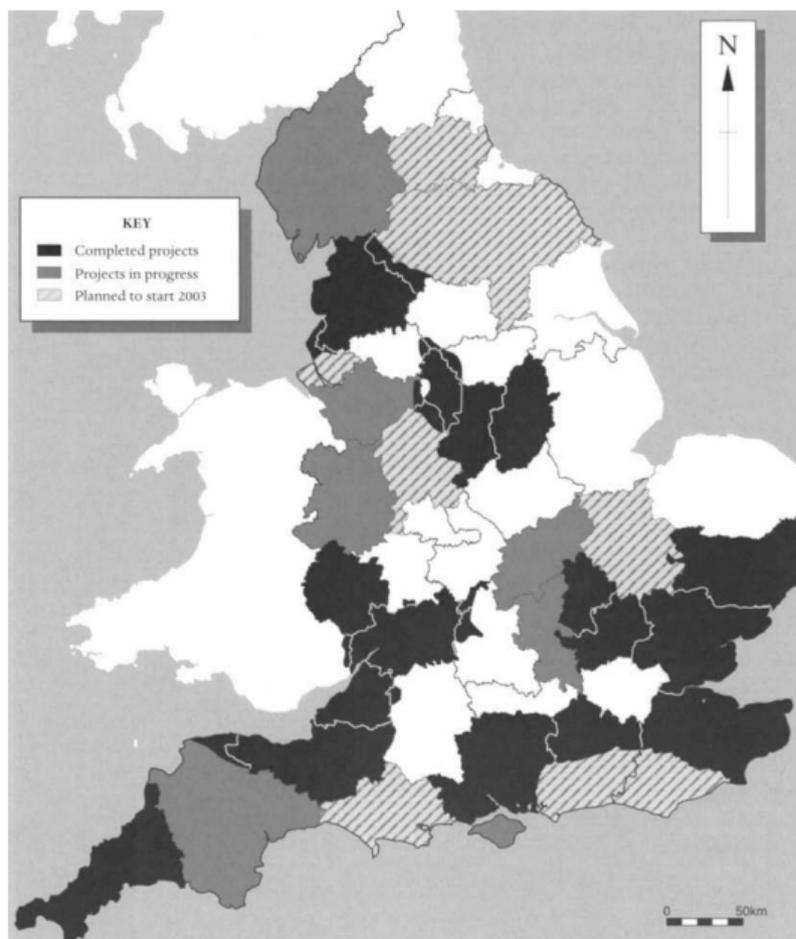 N
KEY
Completed projects
Projects in progress
Planned to start 2003
0 50km